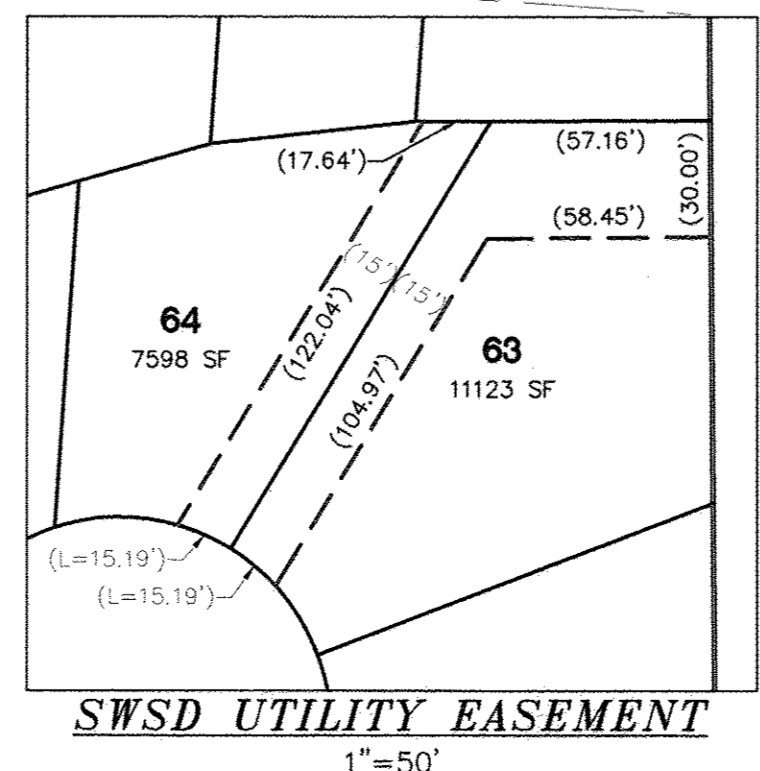 (17.64')
(57.16')
(30.00')
(58.45')
(15')
(15')
64
7598 SF
(122.04')
63
11123 SF
(104.97')
(L=15.19')
(L=15.19')
SWSD UTILITY EASEMENT
1"=50'